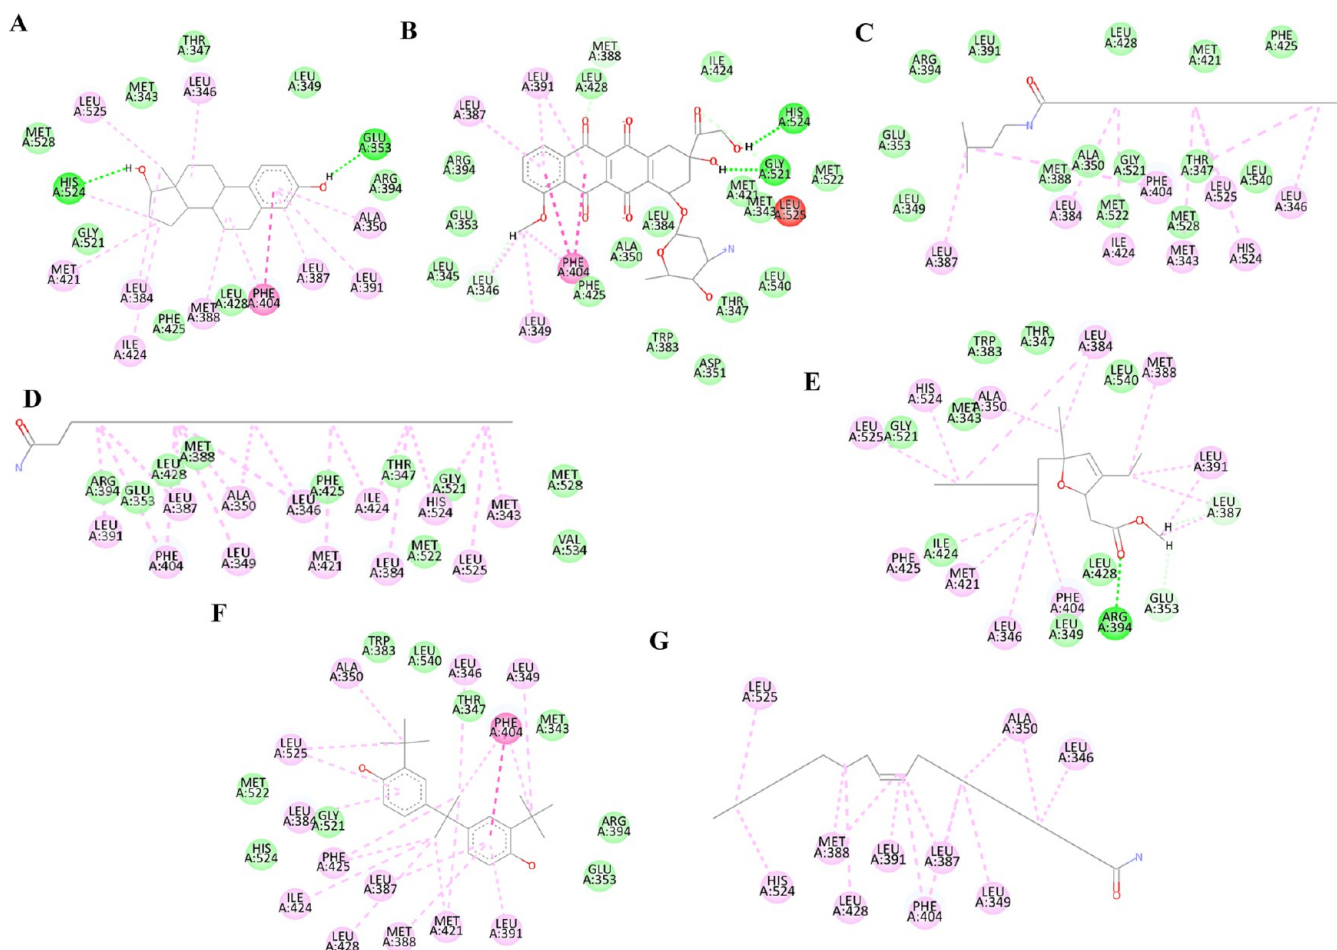 A
THR
A:347
LEU
A:346
MET
A:343
LEU
A:349
LEU
A:525
MET
A:528
GLU
A:353
H
O
HIS
A:524
O
H
ARG
A:394
GLY
A:521
ALA
A:350
MET
A:421
LEU
A:384
LEU
A:387
LEU
A:391
LEU
A:428
PHE
A:404
MET
A:388
PHE
A:425
ILE
A:424
B
MET
A:388
ILE
A:424
LEU
A:391
LEU
A:428
LEU
A:387
HIS
A:524
O
O
O
O
H
H
O
GLY
A:521
ARG
A:394
MET
A:522
MET
A:421
MET
A:343
LEU
A:525
GLU
A:353
O
O
O
O
H
LEU
A:384
O
N
LEU
A:345
ALA
A:350
O
LEU
A:346
PHE
A:404
PHE
A:425
LEU
A:540
O
LEU
A:349
THR
A:347
TRP
A:383
ASP
A:351
C
LEU
A:391
LEU
A:428
PHE
A:425
MET
A:421
ARG
A:394
O
NH
GLU
A:353
LEU
A:349
MET
A:388
ALA
A:350
GLY
A:521
PHE
A:404
THR
A:347
LEU
A:525
LEU
A:540
LEU
A:346
LEU
A:384
MET
A:522
MET
A:528
LEU
A:387
ILE
A:424
MET
A:343
HIS
A:524
D
O
N
ARG
A:394
GLU
A:353
LEU
A:428
MET
A:388
LEU
A:387
ALA
A:350
LEU
A:346
PHE
A:425
ILE
A:424
THR
A:347
GLY
A:521
HIS
A:524
MET
A:343
MET
A:528
LEU
A:391
PHE
A:404
LEU
A:349
MET
A:421
LEU
A:384
MET
A:522
LEU
A:525
VAL
A:534
E
TRP
A:383
THR
A:347
LEU
A:384
MET
A:388
LEU
A:540
HIS
A:524
ALA
A:350
MET
A:343
LEU
A:525
GLY
A:521
LEU
A:391
O
LEU
A:387
O
H
H
O
ILE
A:424
PHE
A:425
MET
A:421
LEU
A:428
PHE
A:404
GLU
A:353
LEU
A:346
LEU
A:349
ARG
A:394
F
TRP
A:383
LEU
A:540
ALA
A:350
LEU
A:346
LEU
A:349
THR
A:347
PHE
A:404
MET
A:343
LEU
A:525
O
MET
A:522
LEU
A:384
GLY
A:521
HIS
A:524
PHE
A:425
ARG
A:394
O
GLU
A:353
LEU
A:387
ILE
A:424
LEU
A:428
MET
A:388
MET
A:421
LEU
A:391
G
LEU
A:525
ALA
A:350
LEU
A:346
MET
A:388
LEU
A:391
LEU
A:387
N
O
HIS
A:524
LEU
A:428
PHE
A:404
LEU
A:349